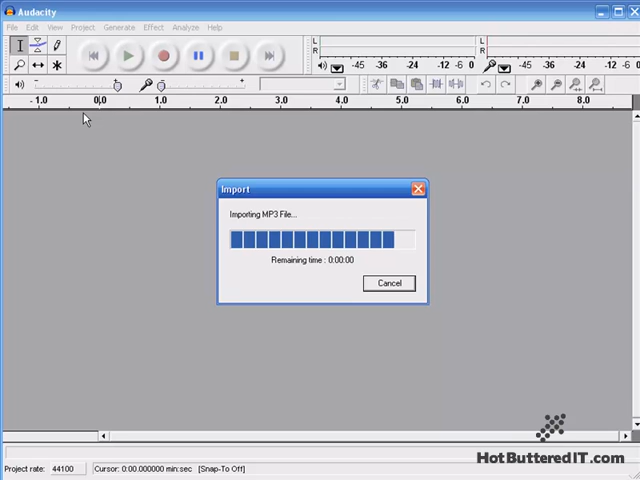 Audacity
File Edit View Project Generate Effect Analyze Help
L
R
-45 -36 -24 -12 -6 0
L
R
-45 -36 -24 -12 -6 0
- 1.0 0.0 1.0 2.0 3.0 4.0 5.0 6.0 7.0 8.0
Import
Importing MP3 File...
Remaining time : 0:00:00
Cancel
HotButteredIT.com
Project rate: 44100 Cursor: 0:00.000000 min:sec [Snap-To Off]